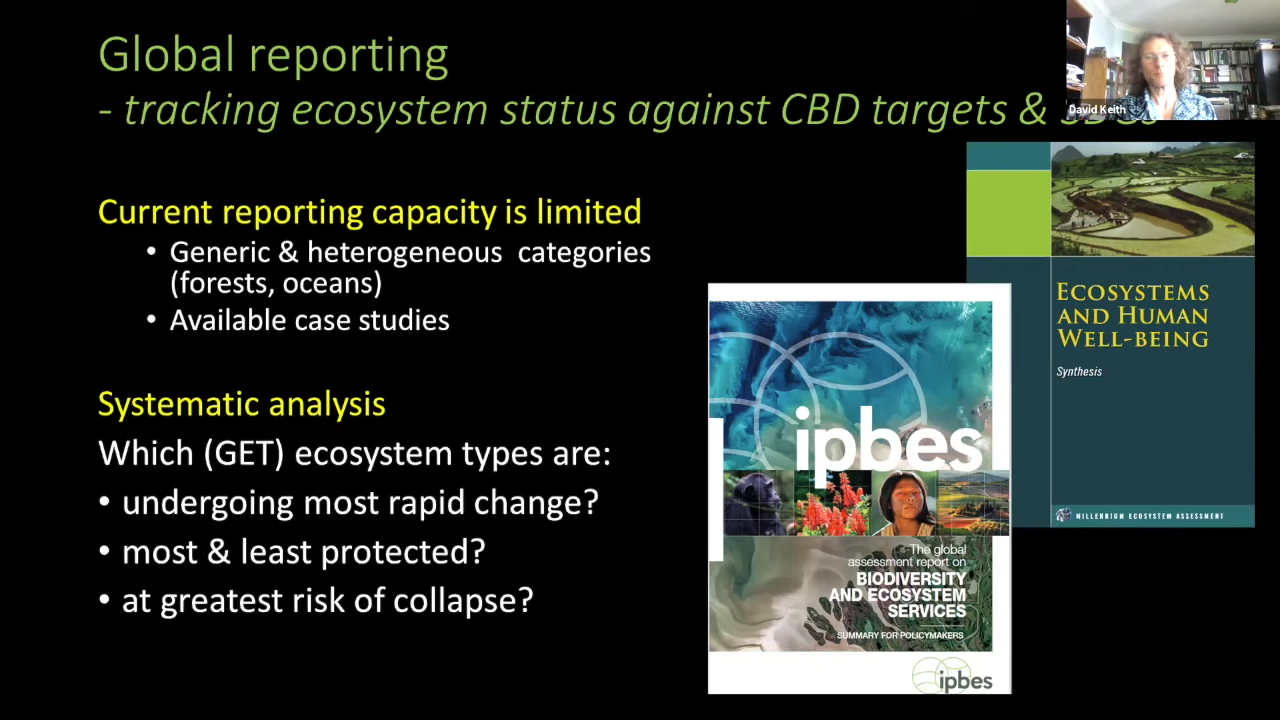 Global reporting
- tracking ecosystem status against CBD targets &
David Keith
Current reporting capacity is limited
• Generic & heterogeneous categories
(forests, oceans)
• Available case studies
Systematic analysis
Which (GET) ecosystem types are:
• undergoing most rapid change?
• most & least protected?
• at greatest risk of collapse?
ECOSYSTEMS
AND HUMAN
WELL-BEING
Synthesis
MILLENNIUM ECOSYSTEM ASSESSMENT
ipbes
The global
assessment report on
BIODIVERSITY
AND ECOSYSTEM
SERVICES
SUMMARY FOR POLICYMAKERS
ipbes